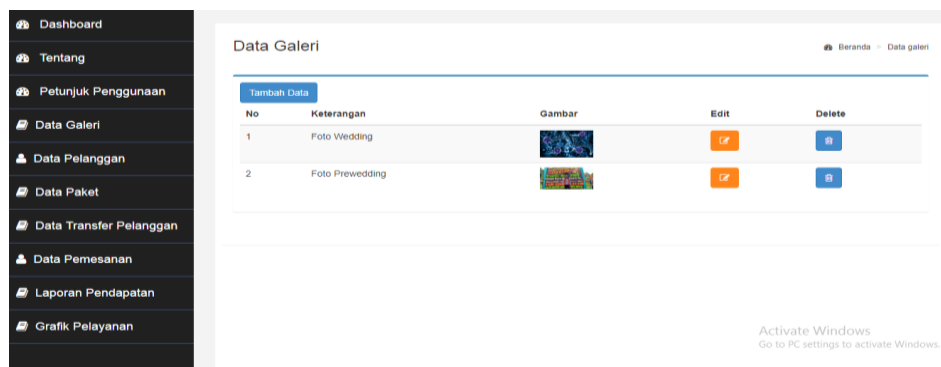 Dashboard
Tentang
Petunjuk Penggunaan
Data Galeri
Data Pelanggan
Data Paket
Data Transfer Pelanggan
Data Pemesanan
Laporan Pendapatan
Grafik Pelayanan
Data Galeri
Beranda > Data galeri
Tambah Data
No Keterangan Gambar Edit Delete
1 Foto Wedding
2 Foto Prewedding
Activate Windows
Go to PC settings to activate Windows.